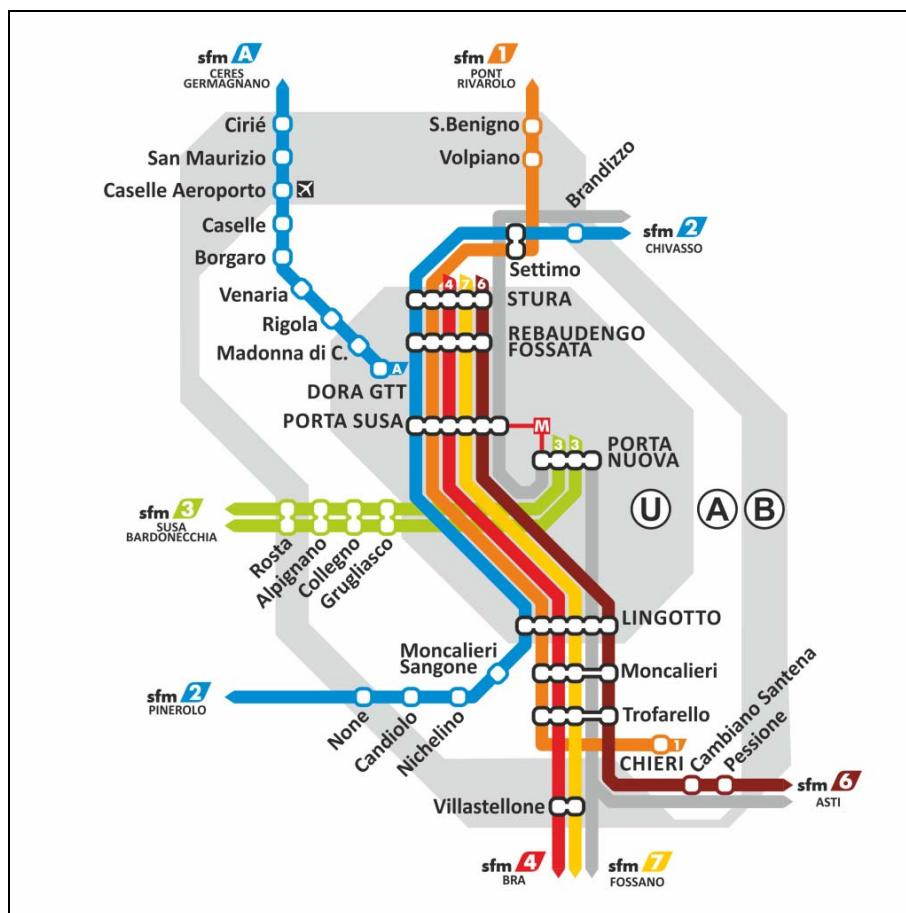 sfm A
CERES
GERMAGNANO
sfm 1
PONT
RIVAROLO
Cirié
San Maurizio
Caselle Aeroporto
Caselle
Borgaro
Venaria
Rigola
Madonna di C.
A
DORA GTT
S.Benigno
Volpiano
Brandizzo
sfm 2
CHIVASSO
Settimo
4 7 6
STURA
REBAUDENGO
FOSSATA
PORTA SUSA
M
3 3
PORTA
NUOVA
U A B
sfm 3
SUSA
BARDONECCHIA
Rosta
Alpignano
Collegno
Grugliasco
LINGOTTO
Moncalieri
Sangone
Moncalieri
sfm 2
PINEROLO
None
Candiolo
Nichelino
Trofarello
1
CHIERI
Cambiano Santena
Pessione
sfm 6
ASTI
Villastellone
sfm 4
BRA
sfm 7
FOSSANO